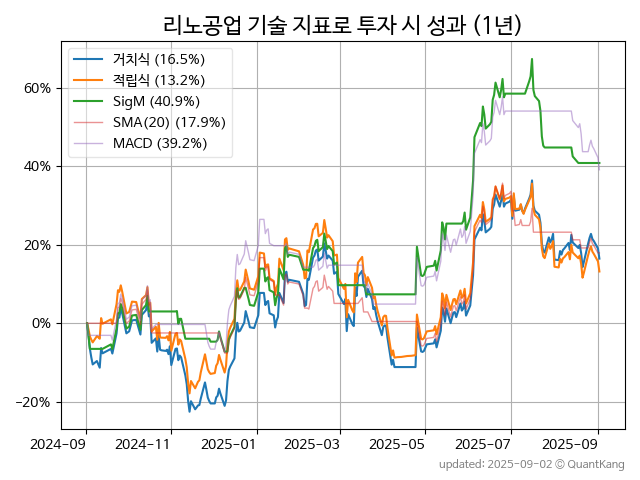 리노공업 기술 지표로 투자 시 성과 (1년)
거치식 (16.5%)
적립식 (13.2%)
SigM (40.9%)
SMA(20) (17.9%)
MACD (39.2%)
60%
40%
20%
0%
−20%
2024-09
2024-11
2025-01
2025-03
2025-05
2025-07
2025-09
updated: 2025-09-02 © QuantKang